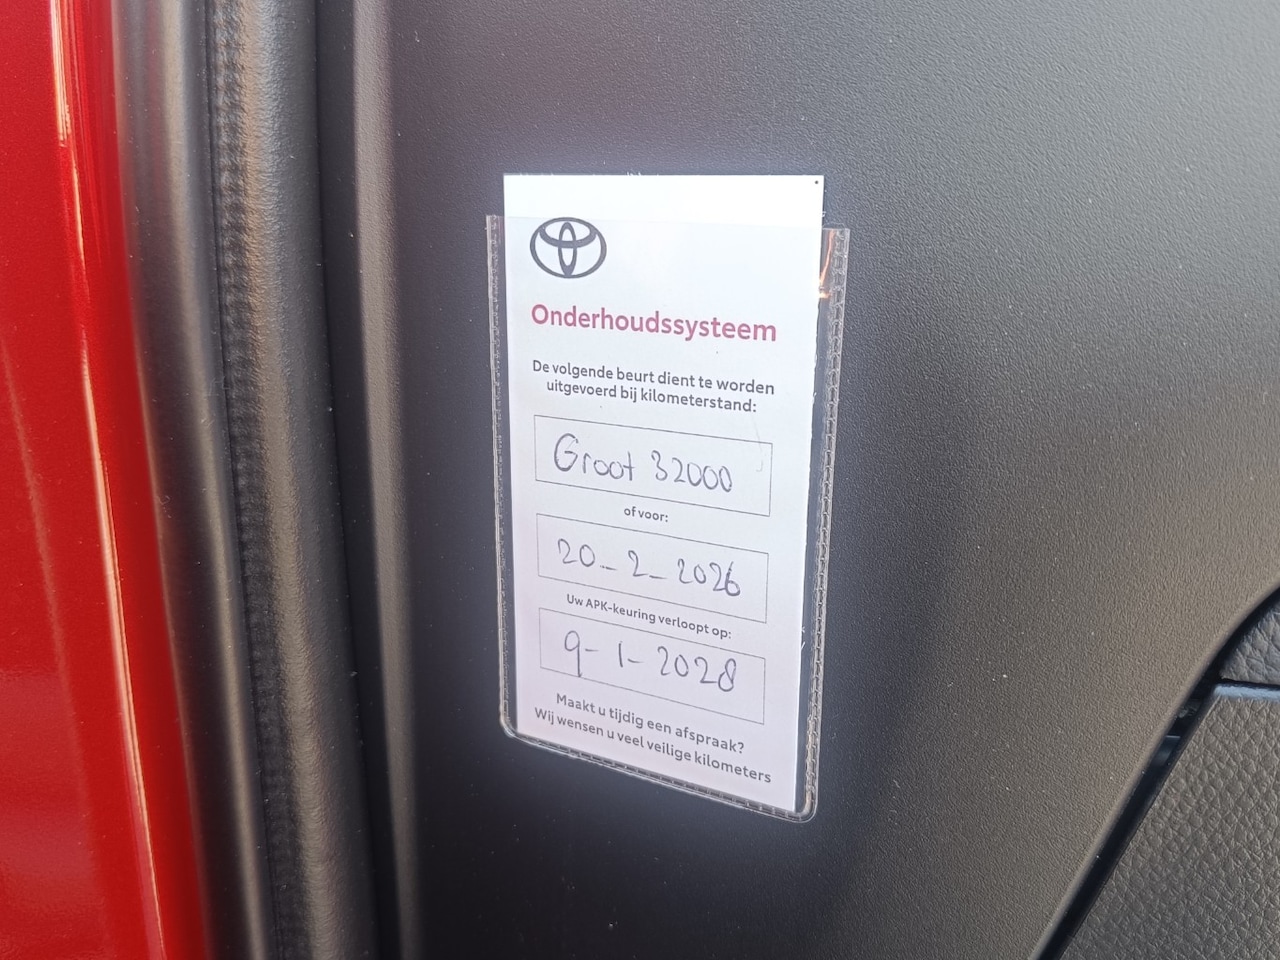 Onderhoudssysteem
De volgende beurt dient te worden
uitgevoerd bij kilometerstand:
Groot 32000
of voor:
20-2-2026
Uw APK-keuring verloopt op:
9-1-2028
Maakt u tijdig een afspraak?
Wij wensen u veel veilige kilometers